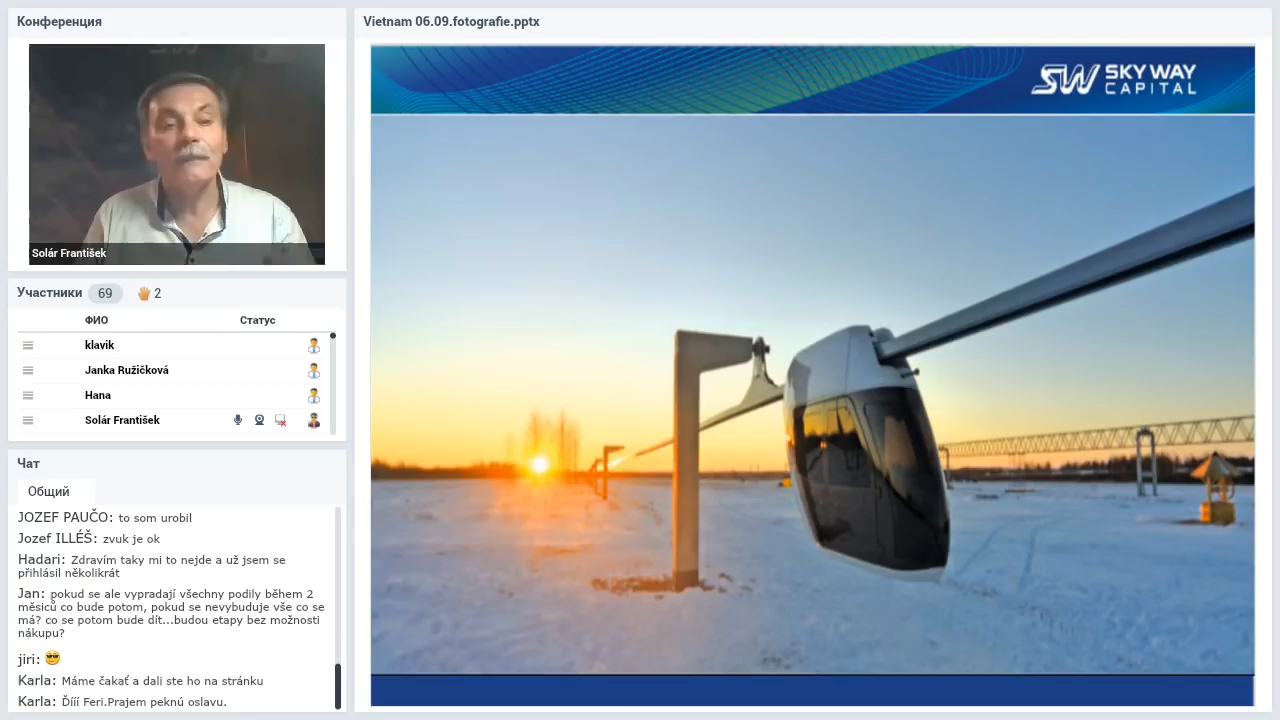 Конференция
Solár František
Участники 69 2
ФИО Статус
klavik
Janka Ružičková
Hana
Solár František
Чат
Общий
JOZEF PAUČO: to som urobil
Jozef ILLÉŠ: zvuk je ok
Hadari: Zdravím taky mi to nejde a už jsem se
přihlásil několikrát
Jan: pokud se ale vypradají všechny podily během 2
měsiců co bude potom, pokud se nevybuduje vše co se
má? co se potom bude dít...budou etapy bez možnosti
nákupu?
jiri:
Karla: Máme čakať a dali ste ho na stránku
Karla: Ďííí Feri.Prajem peknú oslavu.
Vietnam 06.09.fotografie.pptx
SW SKY WAY
CAPITAL